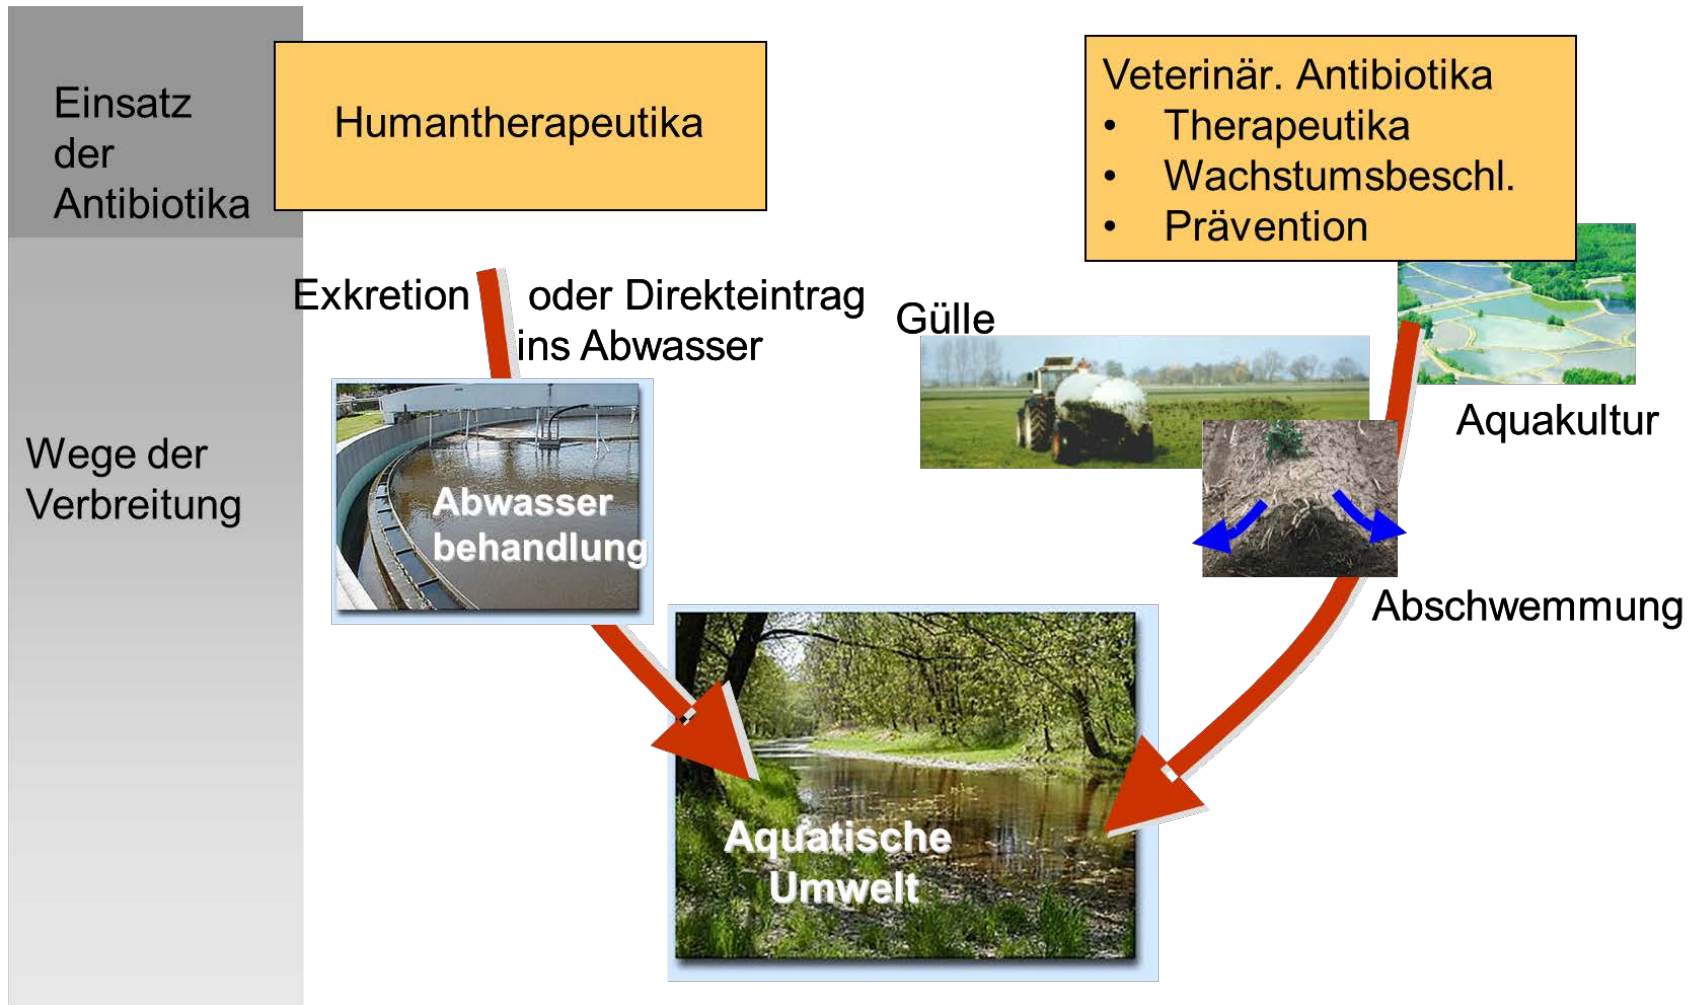 Einsatz
der
Antibiotika
Humantherapeutika
Veterinär. Antibiotika
• Therapeutika
• Wachstumsbeschl.
• Prävention
Exkretion oder Direkteintrag
ins Abwasser
Gülle
Aquakultur
Wege der
Verbreitung
Abwasser
behandlung
Abschwemmung
Aquatische
Umwelt